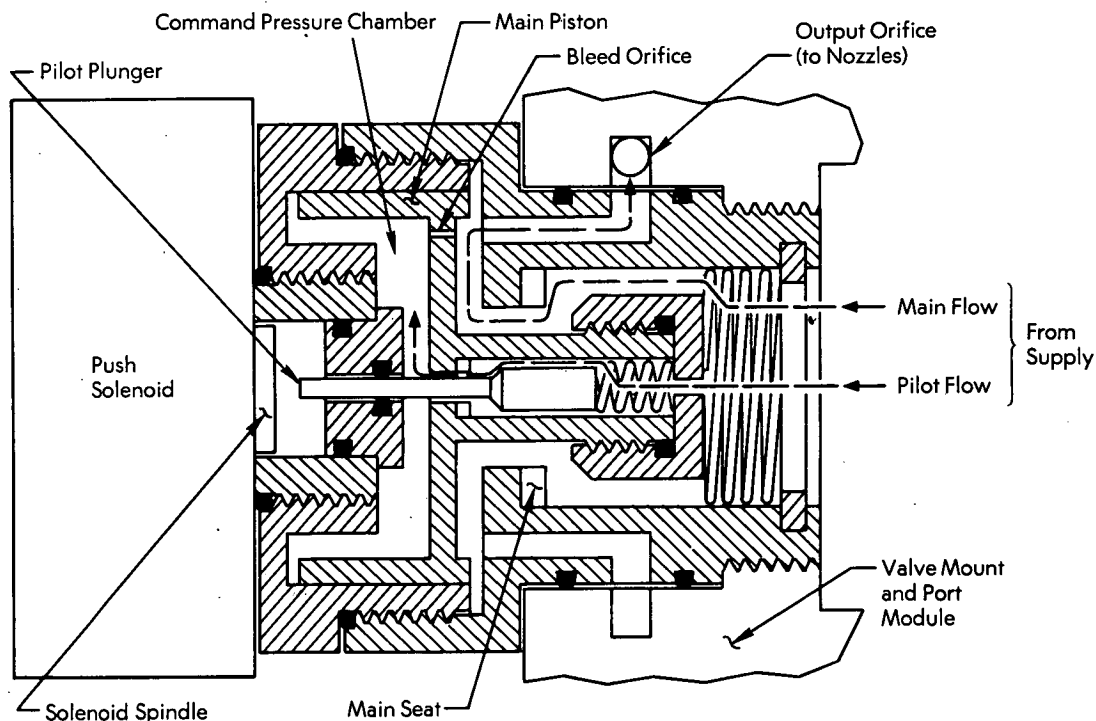 Command Pressure Chamber
Main Piston
Output Orifice
(to Nozzles)
Bleed Orifice
Pilot Plunger
Push
Solenoid
Main Flow
From
Supply
Pilot Flow
Valve Mount
and Port
Module
Solenoid Spindle
Main Seat